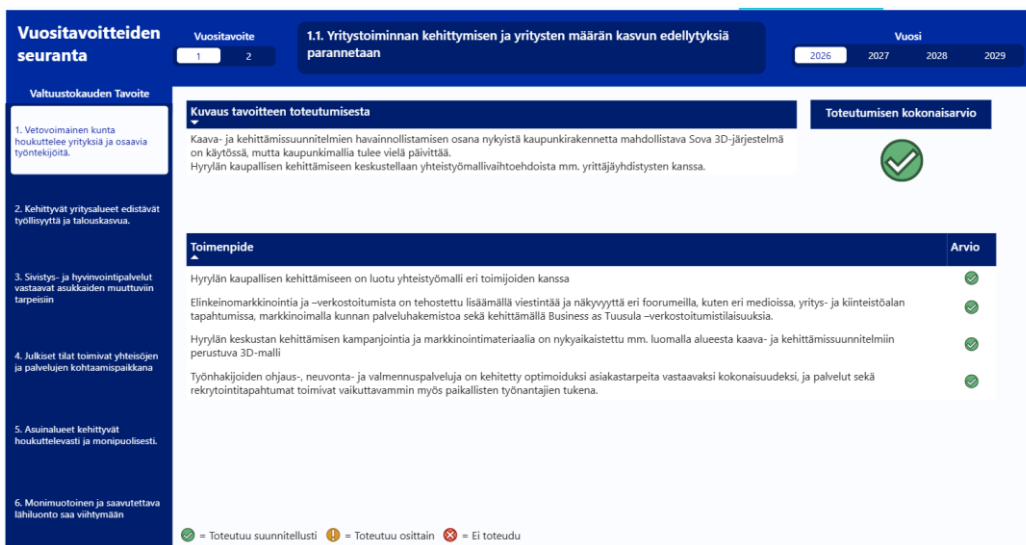 Vuositavoitteiden
seuranta
Vuositavoite
1 2
1.1. Yritystoiminnan kehittymisen ja yritysten määrän kasvun edellytyksiä
parannetaan
Vuosi
2026 2027 2028 2029
Valtuustokauden Tavoite
1. Vetovoimainen kunta
houkuttelee yrityksiä ja osaavia
työntekijöitä.
2. Kehittyvät yritysalueet edistävät
työllisyyttä ja talouskasvua.
3. Sivistys- ja hyvinvointipalvelut
vastaavat asukkaiden muuttuviin
tarpeisiin
4. Julkiset tilat toimivat yhteisöjen
ja palvelujen kohtaamispaikkana
5. Asuinalueet kehittyvät
houkuttelevasti ja monipuolisesti.
6. Monimuotoinen ja saavutettava
lähiluonto saa viihtymään
Kuvaus tavoitteen toteutumisesta
Kaava- ja kehittämissuunnitelmien havainnollistamisen osana nykyistä kaupunkirakennetta mahdollistava Sova 3D-järjestelmä
on käytössä, mutta kaupunkimallia tulee vielä päivittää.
Hyrylän kaupallisen kehittämiseen keskustellaan yhteistyömallivaihtoehdoista mm. yrittäjäyhdistysten kanssa.
Toteutumisen kokonaisarvio
Toimenpide Arvio
Hyrylän kaupallisen kehittämiseen on luotu yhteistyömalli eri toimijoiden kanssa
Elinkeinomarkkinointia ja –verkostoitumista on tehostettu lisäämällä viestintää ja näkyvyyttä eri foorumeilla, kuten eri medioissa, yritys- ja kiinteistöalan
tapahtumissa, markkinoimalla kunnan palveluhakemistoa sekä kehittämällä Business as Tuusula –verkostoitumistilaisuuksia.
Hyrylän keskustan kehittämisen kampanjointia ja markkinointimateriaalia on nykyaikaistettu mm. luomalla alueesta kaava- ja kehittämissuunnitelmiin
perustuva 3D-malli
Työnhakijoiden ohjaus-, neuvonta- ja valmennuspalveluja on kehitetty optimoiduksi asiakastarpeita vastaavaksi kokonaisuudeksi, ja palvelut sekä
rekrytointitapahtumat toimivat vaikuttavammin myös paikallisten työnantajien tukena.
= Toteutuu suunnitellusti = Toteutuu osittain = Ei toteudu